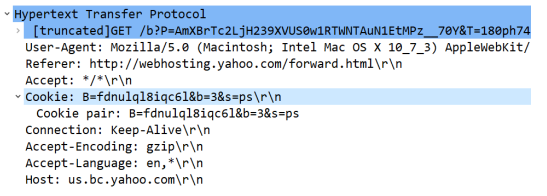 Hypertext Transfer Protocol
[truncated]GET /b?P=AmXBrTc2LjH239XVUS0w1RTWNTAuN1EtMPz__70Y&T=180ph74
User-Agent: Mozilla/5.0 (Macintosh; Intel Mac OS X 10_7_3) AppleWebKit/
Referer: http://webhosting.yahoo.com/forward.html\r\n
Accept: */*\r\n
Cookie: B=fdnulql8iqc6l&b=3&s=ps\r\n
Cookie pair: B=fdnulql8iqc6l&b=3&s=ps
Connection: Keep-Alive\r\n
Accept-Encoding: gzip\r\n
Accept-Language: en,*\r\n
Host: us.bc.yahoo.com\r\n